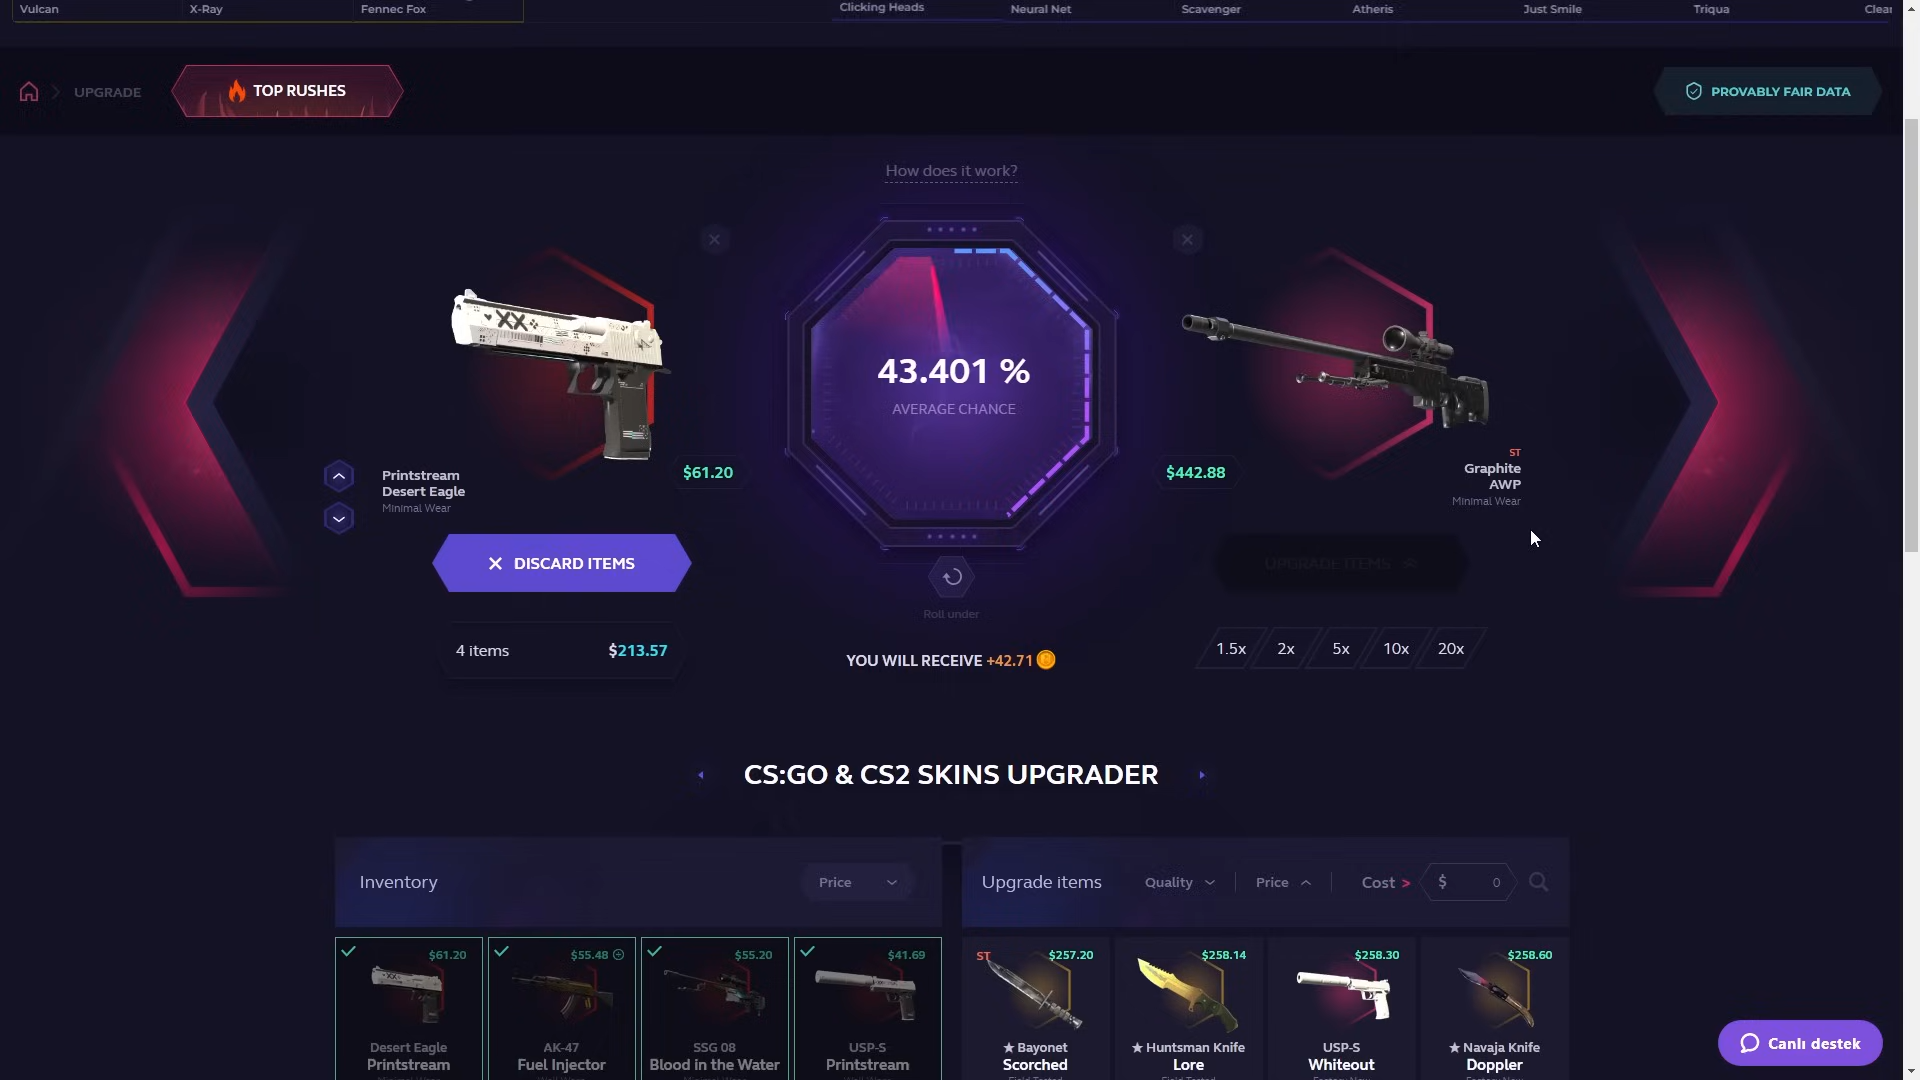 Vulcan X-Ray Fennec Fox Clicking Heads Neural Net Scavenger Atheris Just Smile Triqua
UPGRADE TOP RUSHES PROVABLY FAIR DATA
How does it work?
43.401 %
AVERAGE CHANCE
Printstream
Desert Eagle
Minimal Wear
$61.20
$442.88
ST
Graphite
AWP
Minimal Wear
DISCARD ITEMS
UPGRADE ITEMS
Roll under
4 items $213.57
YOU WILL RECEIVE +42.71
1.5x 2x 5x 10x 20x
CS:GO & CS2 SKINS UPGRADER
Inventory Price
Upgrade items Quality Price Cost > $ 0
$61.20 $55.48 $55.20 $41.69
ST $257.20 $258.14 $258.30 $258.60
Desert Eagle AK-47 SSG 08 USP-S
Printstream Fuel Injector Blood in the Water Printstream
★ Bayonet ★ Huntsman Knife USP-S ★ Navaja Knife
Scorched Lore Whiteout Doppler
Canlı destek